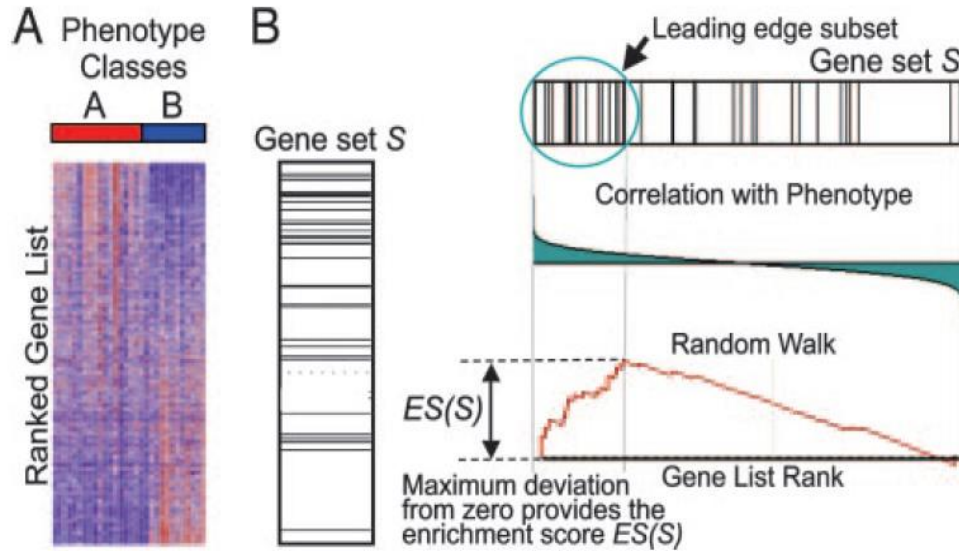 A
Phenotype
Classes
A B
Ranked Gene List
B
Gene set S
Leading edge subset
Gene set S
Correlation with Phenotype
Random Walk
ES(S)
Gene List Rank
Maximum deviation
from zero provides the
enrichment score ES(S)